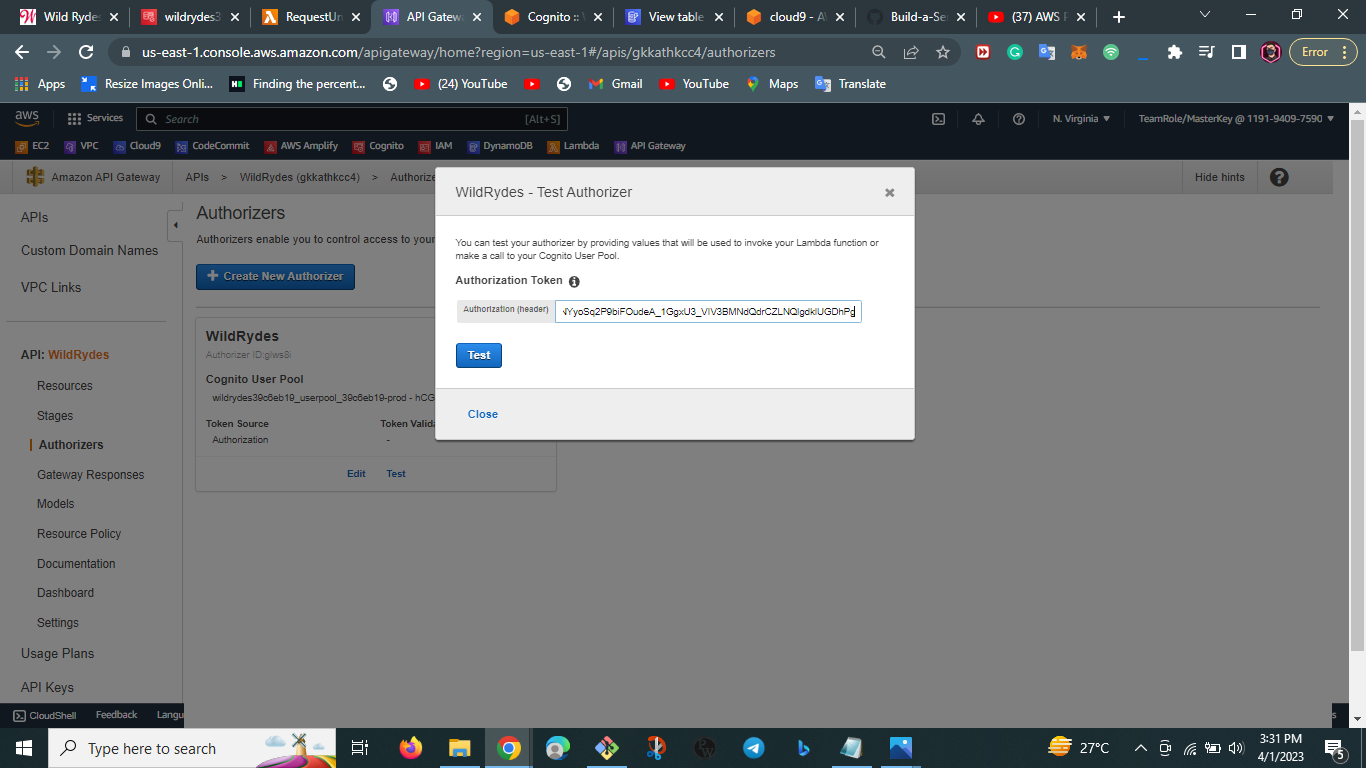 Wild Ryde
wildrydes3
RequestUn
API Gatew
Cognito ::
View table
cloud9 - A
Build-a-Se
(37) AWS
us-east-1.console.aws.amazon.com/apigateway/home?region=us-east-1#/apis/gkkathkcc4/authorizers
Error
Apps
Resize Images Onli...
Finding the percent...
(24) YouTube
Gmail
YouTube
Maps
Translate
aws
Services
Search
[Alt+S]
N. Virginia
TeamRole/MasterKey @ 1191-9409-7590
EC2
VPC
Cloud9
CodeCommit
AWS Amplify
Cognito
IAM
DynamoDB
Lambda
API Gateway
Amazon API Gateway
APIs > WildRydes (gkkathkcc4) > Authorize
Hide hints
APIs
Custom Domain Names
VPC Links
API: WildRydes
Resources
Stages
Authorizers
Gateway Responses
Models
Resource Policy
Documentation
Dashboard
Settings
Usage Plans
API Keys
Authorizers
Authorizers enable you to control access to your
Create New Authorizer
WildRydes
Authorizer ID:glws8i
Cognito User Pool
wildrydes39c6eb19_userpool_39c6eb19-prod - hCG
Token Source
Token Valida
Authorization
-
Edit
Test
WildRydes - Test Authorizer
You can test your authorizer by providing values that will be used to invoke your Lambda function or
make a call to your Cognito User Pool.
Authorization Token
Authorization (header)
Test
Close
CloudShell
Feedback
Langu
s
Type here to search
27°C
3:31 PM
4/1/2023
5